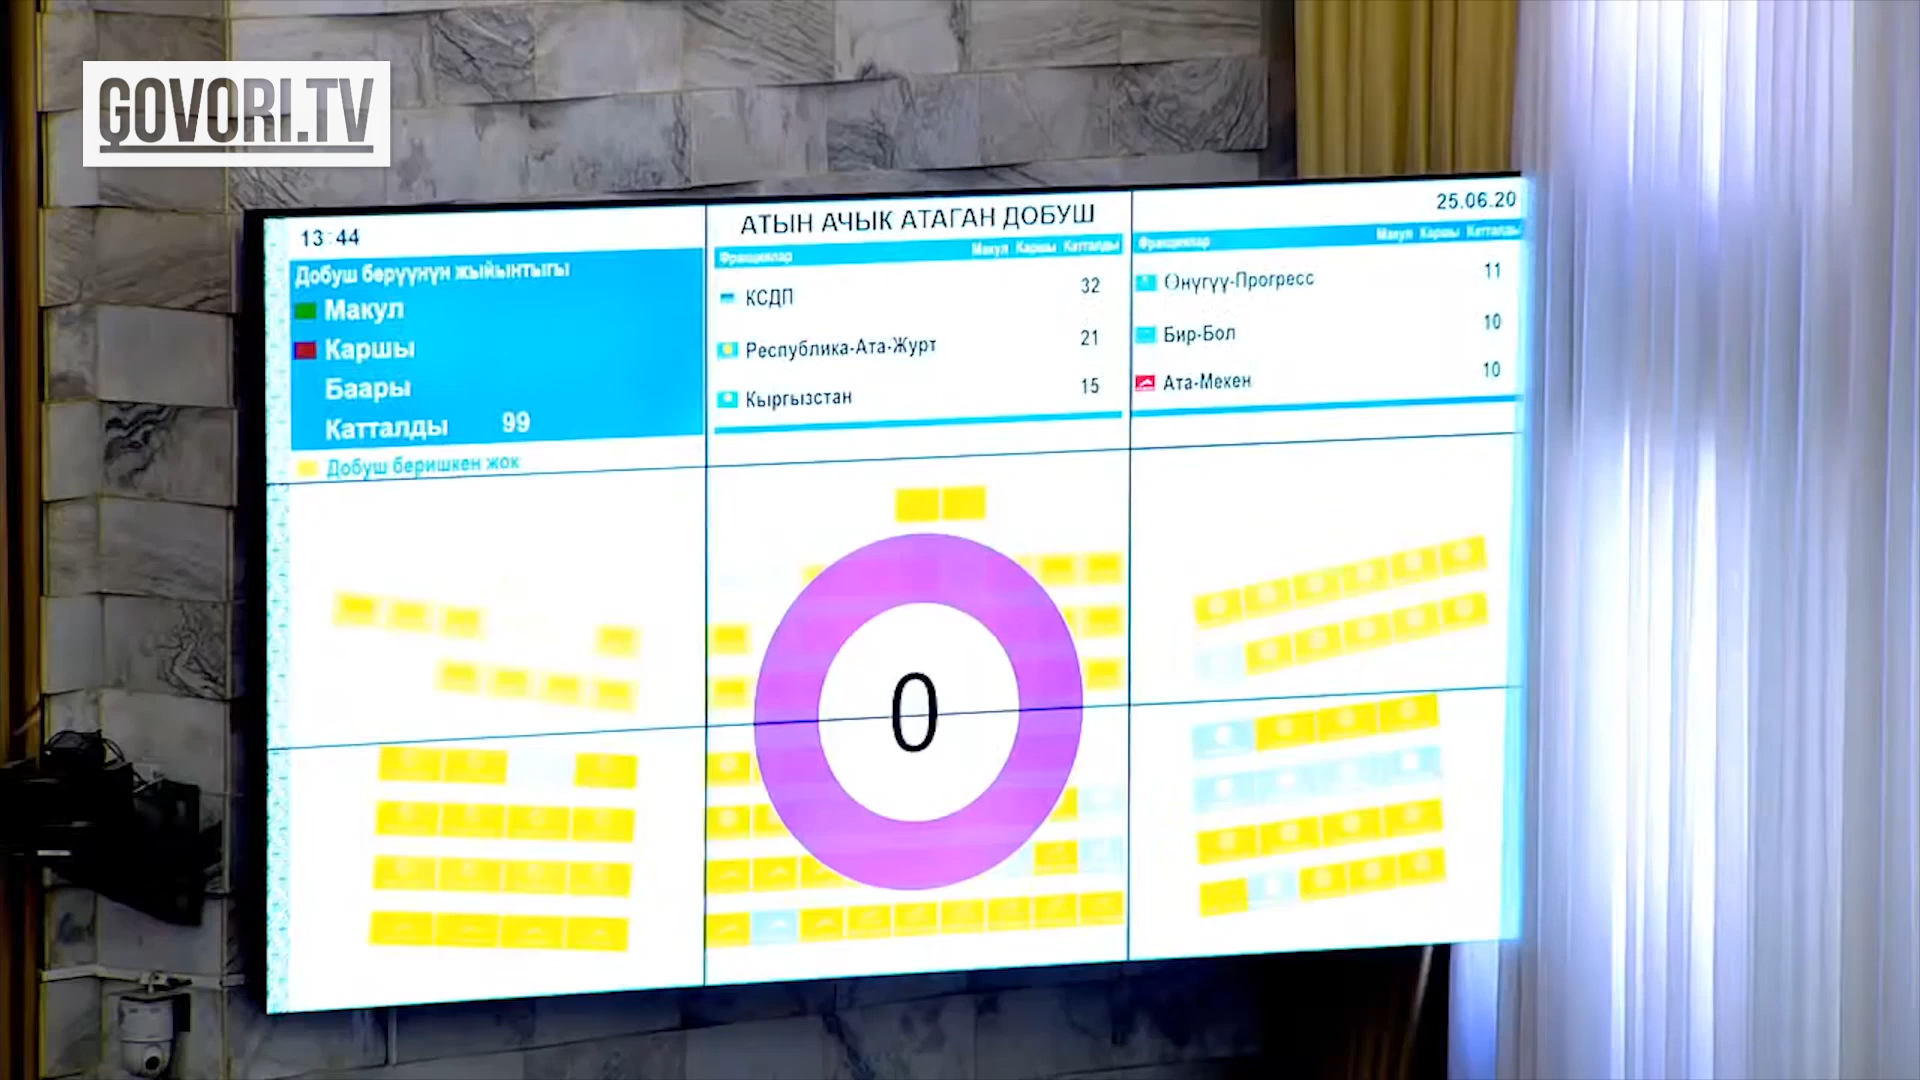 GOVORI.TV
13:44
Добуш берүүнүн жыйынтыгы
Макул
Каршы
Баары
Катталды 99
Добуш беришкен жок
АТЫН АЧЫК АТАГАН ДОБУШ
Фракциялар Макул Каршы Катталды
КСДП 32
Республика-Ата-Журт 21
Кыргызстан 15
25.06.20
Фракциялар Макул Каршы Катталды
Өнүгүү-Прогресс 11
Бир-Бол 10
Ата-Мекен 10
0